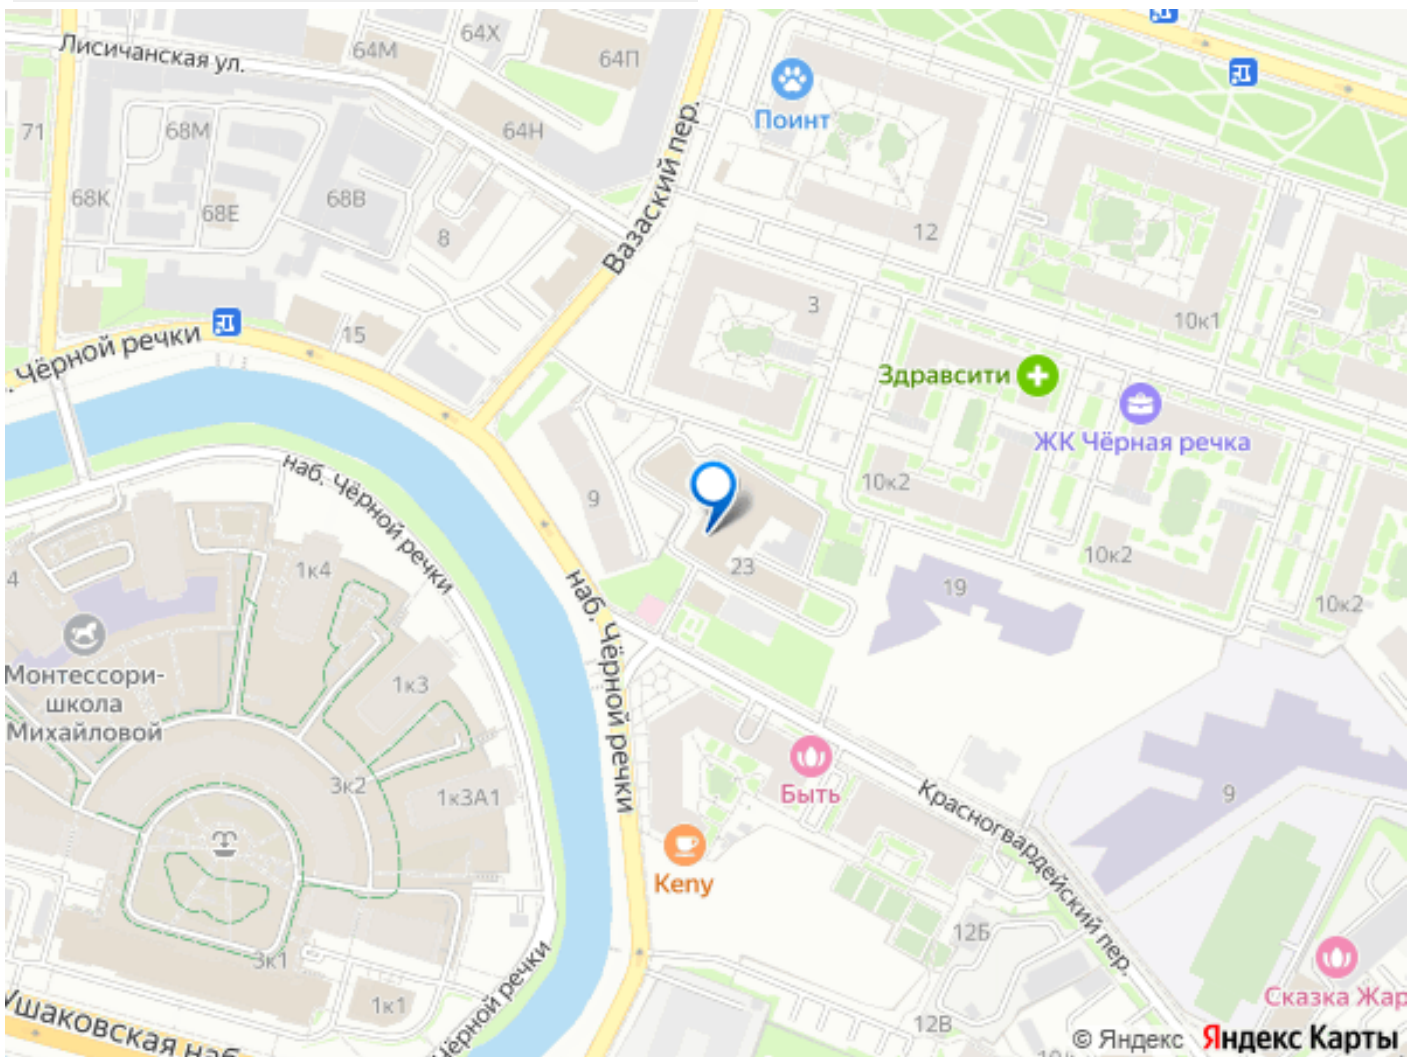 64Х
Лисичанская ул.
64М
64П
Поинт
71
68М
64Н
Вазаский пер.
68К
68Е
68В
8
12
3
10к1
15
Чёрной речки
Здравсити
ЖК Чёрная речка
наб. Чёрной речки
9
10к2
10к2
23
19
10к2
4
1к4
наб. Чёрной речки
Монтессори-
школа
Михайловой
1к3
3к2
1к3А1
Быть
Красногвардейский пер.
9
Keny
12Б
3к1
Сказка Жар
1к1
12В
Ушаковская наб.
Чёрной речки
© Яндекс Яндекс Карты